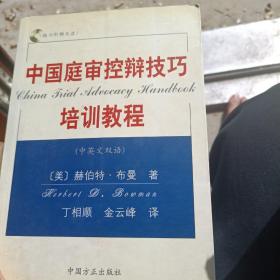 中国庭审控辩技巧
China Trial Advocacy Handbook
培训教程
(中英文双语)
〔美〕赫伯特·布曼 著
Herbert D. Bowman
丁相顺 金云峰 译
中国方正出版社